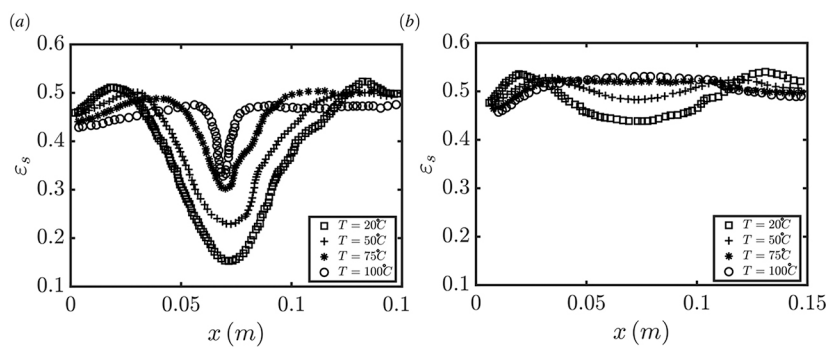 (a)
0.6
0.5
0.4
0.3
0.2
0.1
εs
0 0.05 0.1 0.1
x (m)
T = 20°C
T = 50°C
T = 75°C
T = 100°C
(b)
0.6
0.5
0.4
0.3
0.2
0.1
εs
0 0.05 0.1 0.15
x (m)
T = 20°C
T = 50°C
T = 75°C
T = 100°C